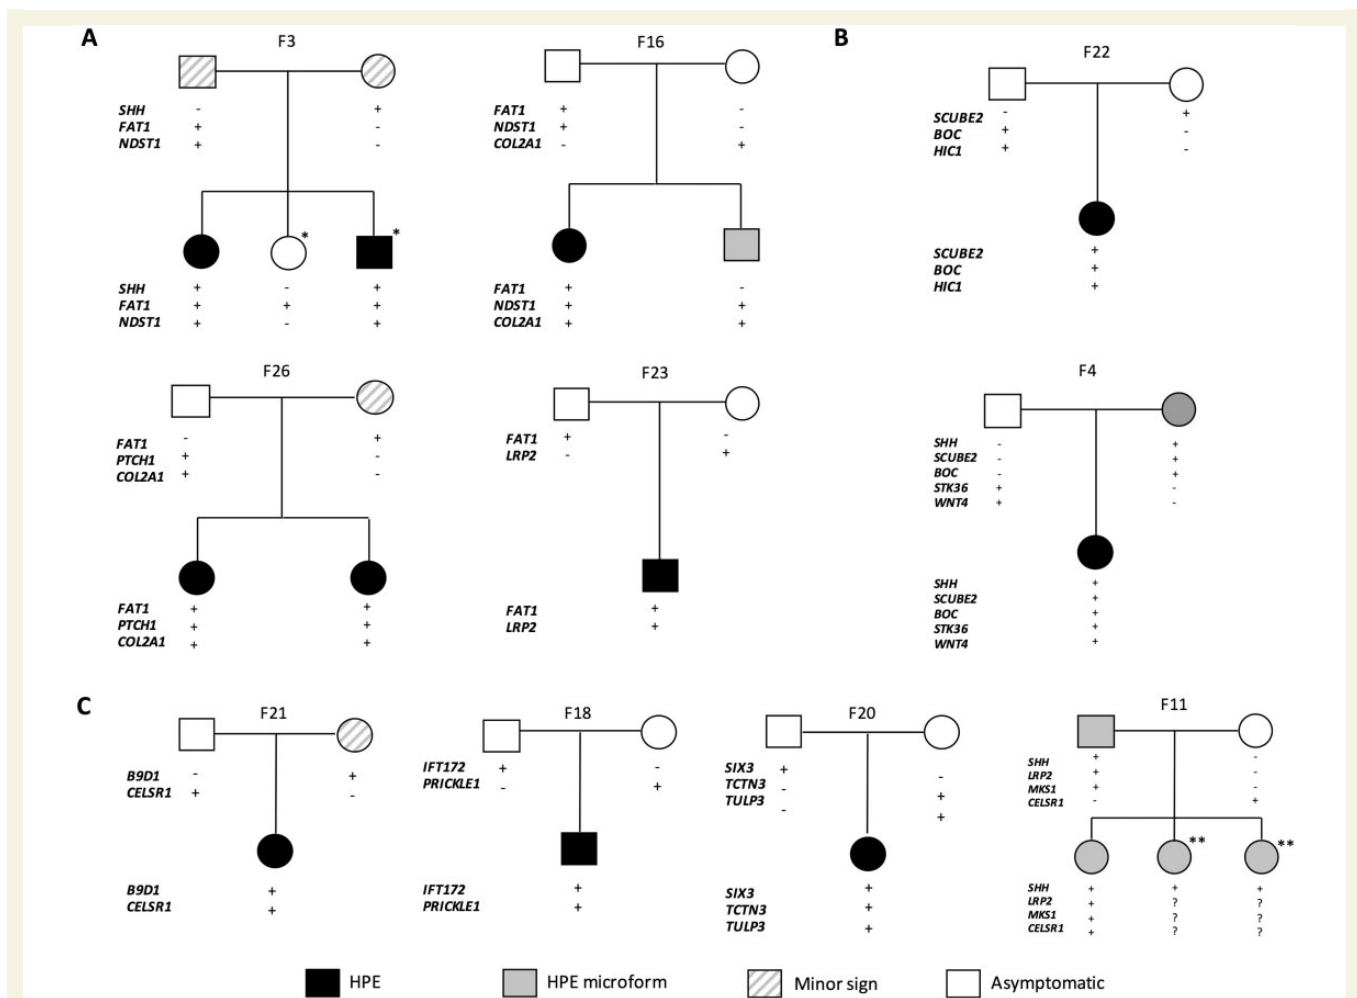 A
F3
SHH - +
FAT1 + -
NDST1 + -
* *
SHH + - +
FAT1 + + +
NDST1 + - +
F16
FAT1 + -
NDST1 + -
COL2A1 - +
FAT1 + -
NDST1 + +
COL2A1 + +
F26
FAT1 - +
PTCH1 + -
COL2A1 + -
FAT1 + +
PTCH1 + +
COL2A1 + +
F23
FAT1 + -
LRP2 - +
FAT1 +
LRP2 +
B
F22
SCUBE2 - +
BOC + -
HIC1 + -
SCUBE2 +
BOC +
HIC1 +
F4
SHH - +
SCUBE2 - +
BOC - +
STK36 + -
WNT4 + -
SHH +
SCUBE2 +
BOC +
STK36 +
WNT4 +
C
F21
B9D1 - +
CELSR1 + -
B9D1 +
CELSR1 +
F18
IFT172 + -
PRICKLE1 - +
IFT172 +
PRICKLE1 +
F20
SIX3 + -
TCTN3 - +
TULP3 - +
SIX3 +
TCTN3 +
TULP3 +
F11
SHH + -
LRP2 + -
MKS1 + -
CELSR1 - +
** **
SHH + + +
LRP2 + ? ?
MKS1 + ? ?
CELSR1 + ? ?
HPE
HPE microform
Minor sign
Asymptomatic